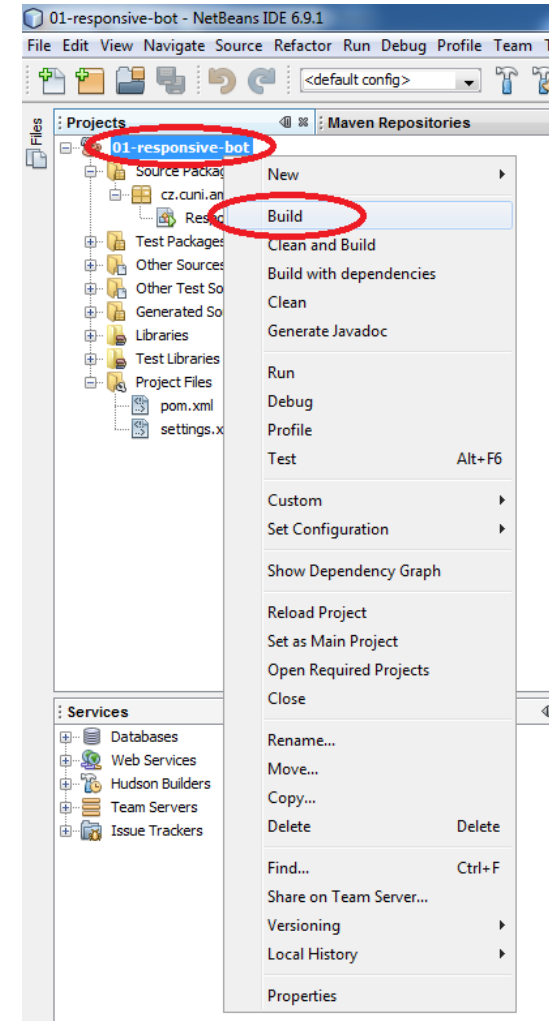 01-responsive-bot - NetBeans IDE 6.9.1
File Edit View Navigate Source Refactor Run Debug Profile Team
<default config>
Files
Projects
Maven Repositories
01-responsive-bot
Source Packag
cz.cuni.am
Respo
Test Packages
Other Sources
Other Test So
Generated So
Libraries
Test Libraries
Project Files
pom.xml
settings.x
New
Build
Clean and Build
Build with dependencies
Clean
Generate Javadoc
Run
Debug
Profile
Test Alt+F6
Custom
Set Configuration
Show Dependency Graph
Reload Project
Set as Main Project
Open Required Projects
Close
Rename...
Move...
Copy...
Delete Delete
Find... Ctrl+F
Share on Team Server...
Versioning
Local History
Properties
Services
Databases
Web Services
Hudson Builders
Team Servers
Issue Trackers